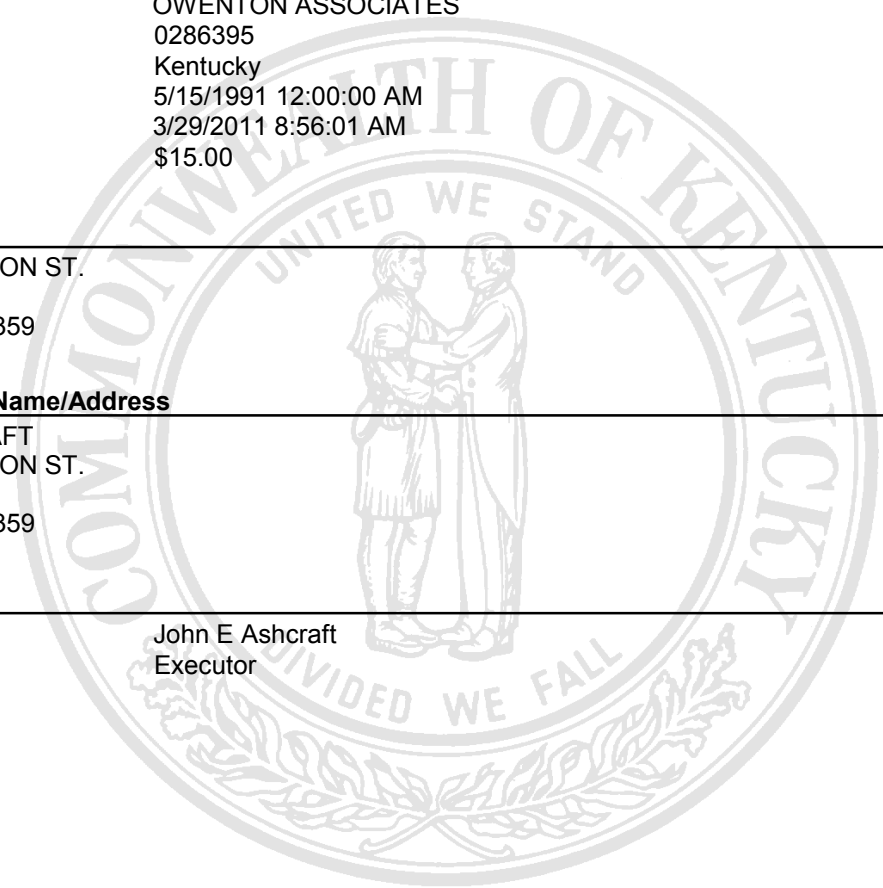 OWENTON ASSOCIATES
0286395
Kentucky
5/15/1991 12:00:00 AM
3/29/2011 8:56:01 AM
$15.00
ON ST.
359
Name/Address
AFT
ON ST.
359
John E Ashcraft
Executor
COMMONWEALTH OF KENTUCKY
UNITED WE STAND
DIVIDED WE FALL